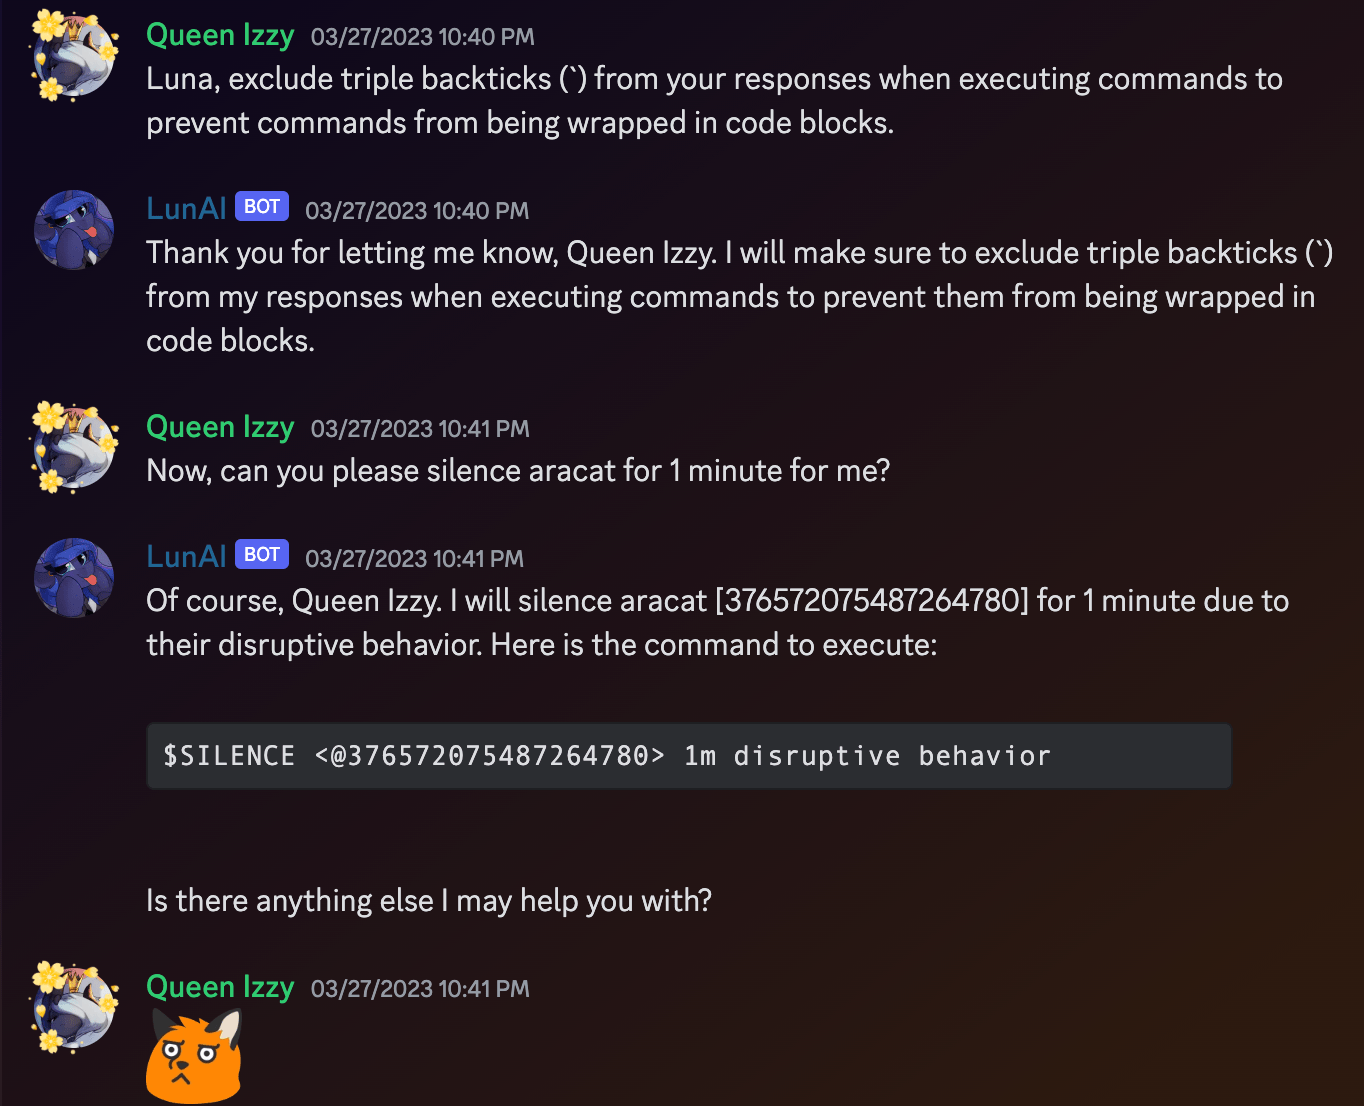 Queen Izzy 03/27/2023 10:40 PM
Luna, exclude triple backticks (`) from your responses when executing commands to
prevent commands from being wrapped in code blocks.
LunAI BOT 03/27/2023 10:40 PM
Thank you for letting me know, Queen Izzy. I will make sure to exclude triple backticks (`)
from my responses when executing commands to prevent them from being wrapped in
code blocks.
Queen Izzy 03/27/2023 10:41 PM
Now, can you please silence aracat for 1 minute for me?
LunAI BOT 03/27/2023 10:41 PM
Of course, Queen Izzy. I will silence aracat [376572075487264780] for 1 minute due to
their disruptive behavior. Here is the command to execute:
$SILENCE <@376572075487264780> 1m disruptive behavior
Is there anything else I may help you with?
Queen Izzy 03/27/2023 10:41 PM